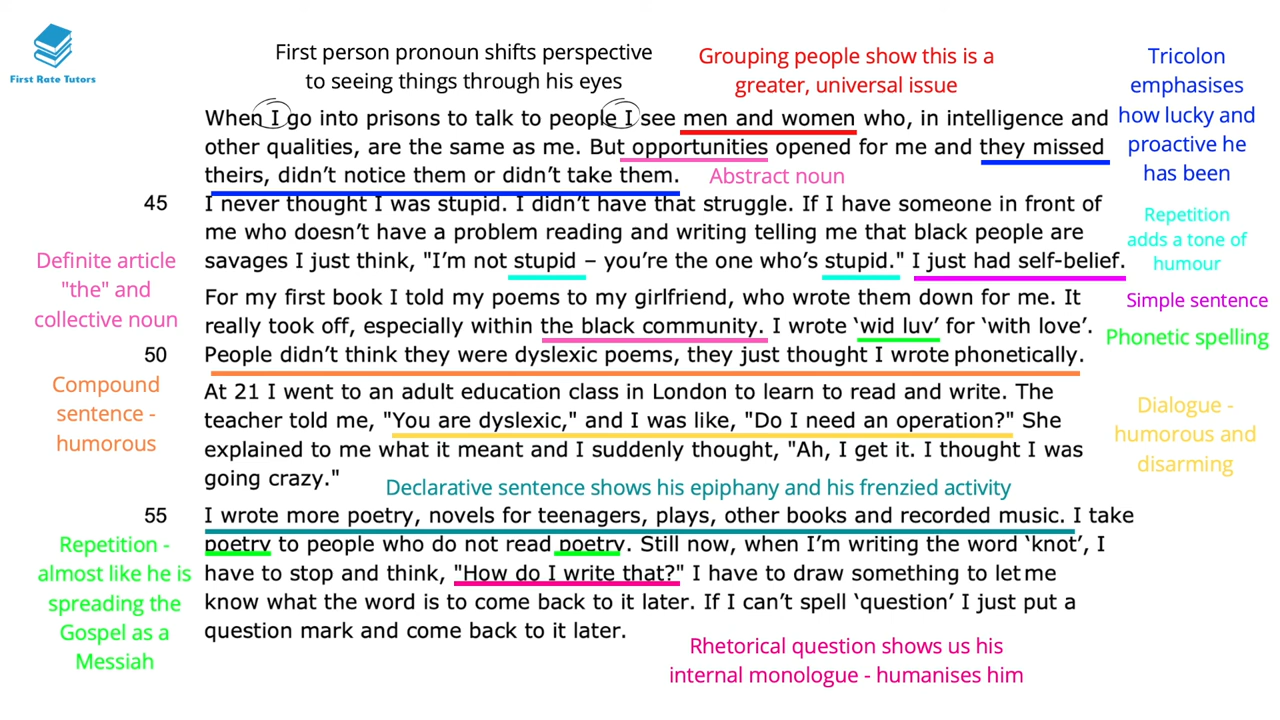 First Rate Tutors
First person pronoun shifts perspective
to seeing things through his eyes
Grouping people show this is a
greater, universal issue
Tricolon
emphasises
how lucky and
proactive he
has been
When I go into prisons to talk to people I see men and women who, in intelligence and
other qualities, are the same as me. But opportunities opened for me and they missed
theirs, didn't notice them or didn't take them.
Abstract noun
45
I never thought I was stupid. I didn't have that struggle. If I have someone in front of
me who doesn't have a problem reading and writing telling me that black people are
savages I just think, "I'm not stupid – you're the one who's stupid." I just had self-belief.
Repetition
adds a tone of
humour
Definite article
"the" and
collective noun
Simple sentence
For my first book I told my poems to my girlfriend, who wrote them down for me. It
really took off, especially within the black community. I wrote ‘wid luv’ for ‘with love’.
Phonetic spelling
50
People didn't think they were dyslexic poems, they just thought I wrote phonetically.
Compound
sentence -
humorous
At 21 I went to an adult education class in London to learn to read and write. The
teacher told me, "You are dyslexic," and I was like, "Do I need an operation?" She
explained to me what it meant and I suddenly thought, "Ah, I get it. I thought I was
going crazy."
Dialogue -
humorous and
disarming
Declarative sentence shows his epiphany and his frenzied activity
55
I wrote more poetry, novels for teenagers, plays, other books and recorded music. I take
poetry to people who do not read poetry. Still now, when I'm writing the word ‘knot’, I
have to stop and think, "How do I write that?" I have to draw something to let me
know what the word is to come back to it later. If I can't spell ‘question’ I just put a
question mark and come back to it later.
Repetition -
almost like he is
spreading the
Gospel as a
Messiah
Rhetorical question shows us his
internal monologue - humanises him